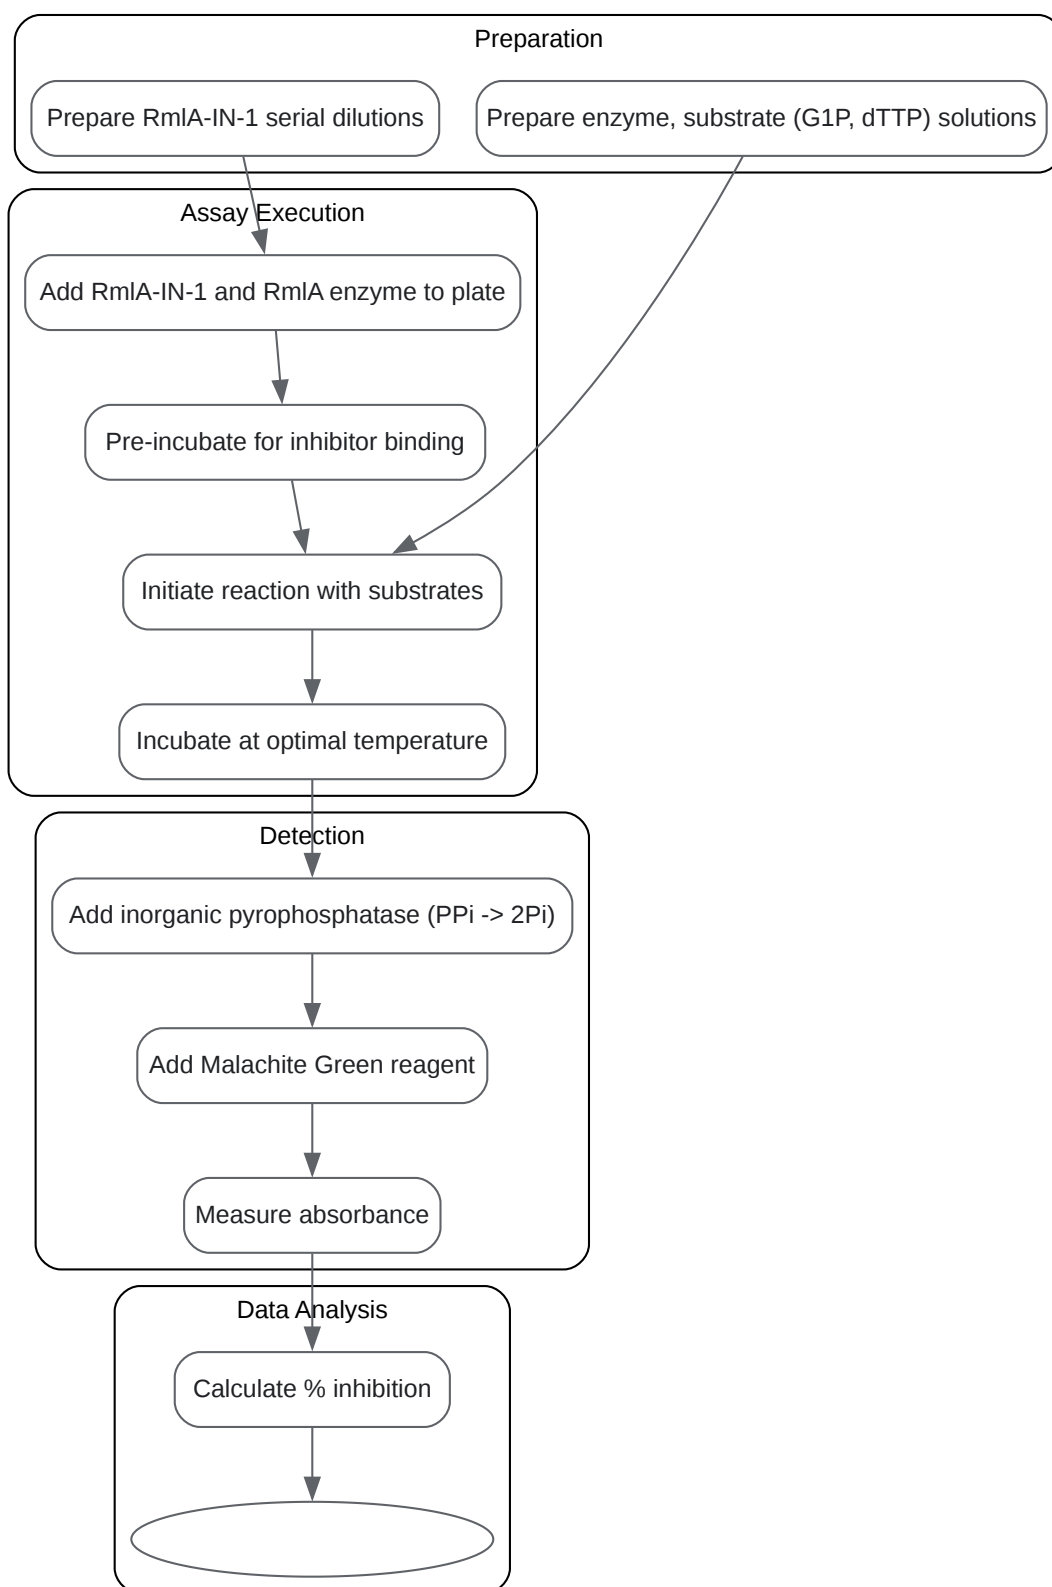 Preparation
Prepare RmlA-IN-1 serial dilutions
Prepare enzyme, substrate (G1P, dTTP) solutions
Assay Execution
Add RmlA-IN-1 and RmlA enzyme to plate
Pre-incubate for inhibitor binding
Initiate reaction with substrates
Incubate at optimal temperature
Detection
Add inorganic pyrophosphatase (PPi -> 2Pi)
Add Malachite Green reagent
Measure absorbance
Data Analysis
Calculate % inhibition